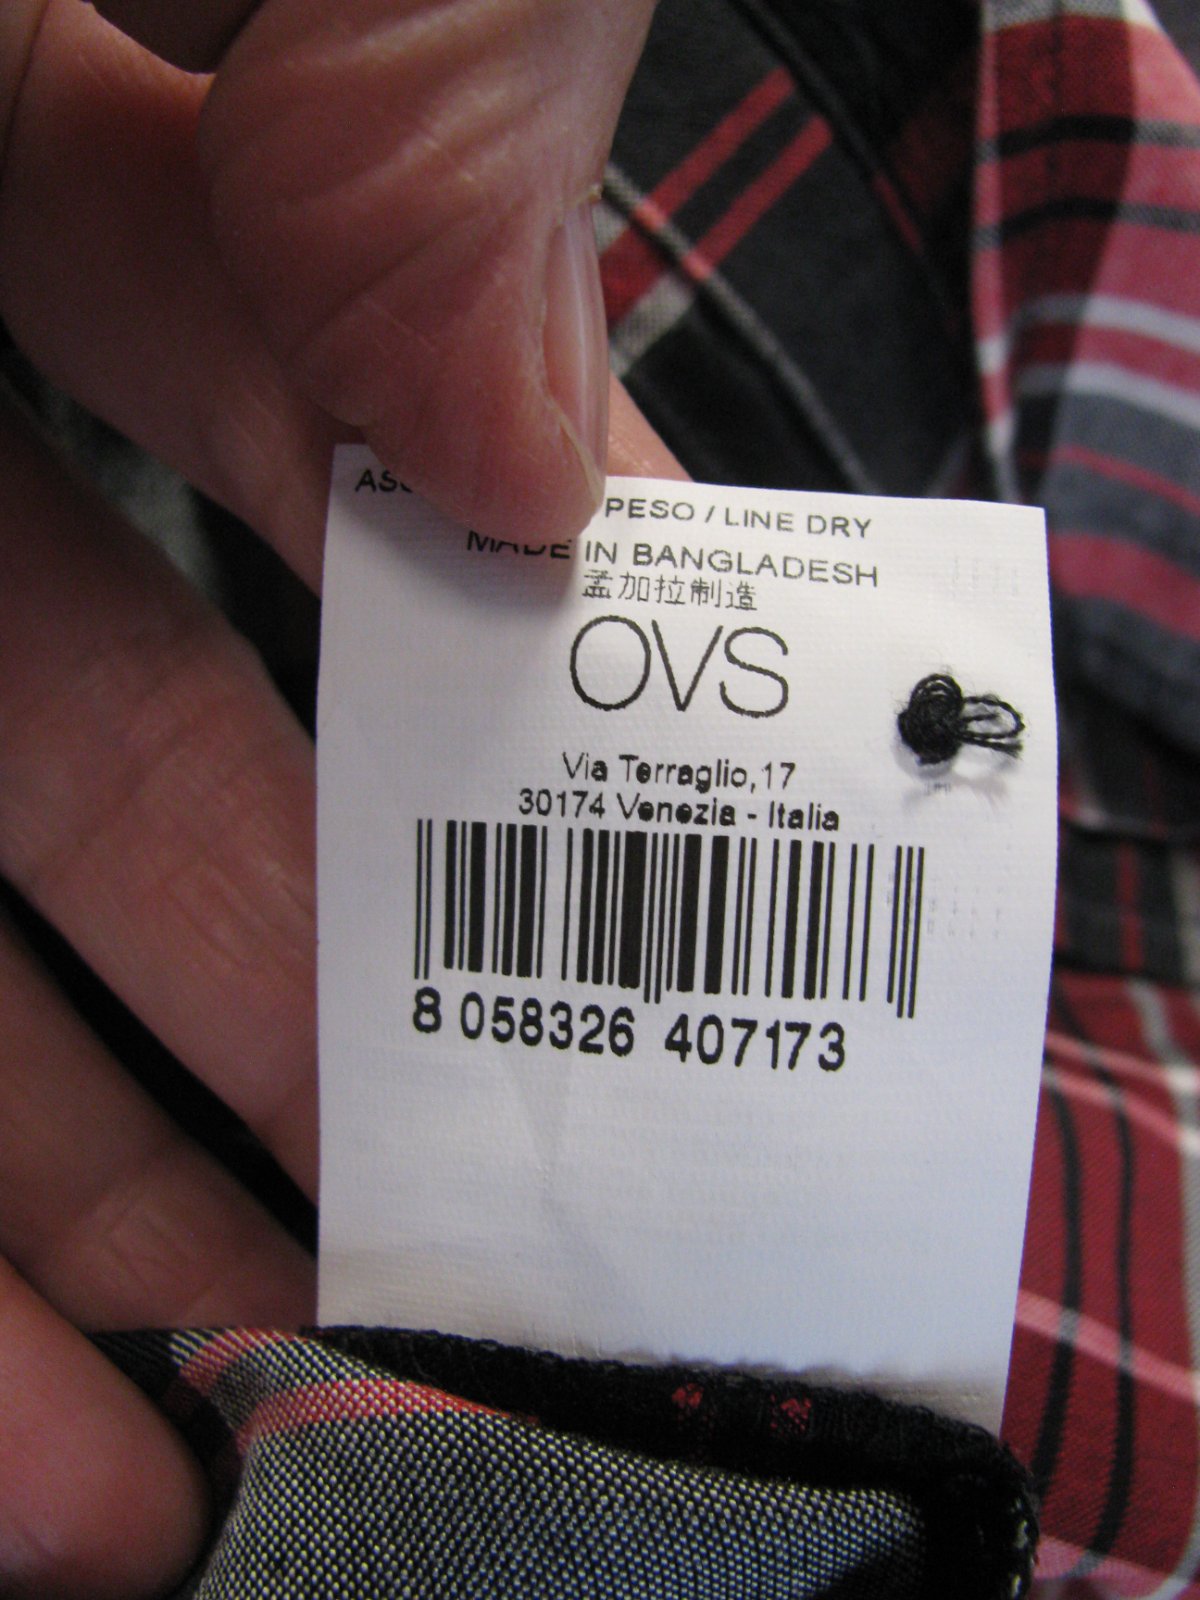 PESO / LINE DRY
MADE IN BANGLADESH
孟加拉制造
OVS
Via Terraglio,17
30174 Venezia - Italia
8 058326 407173